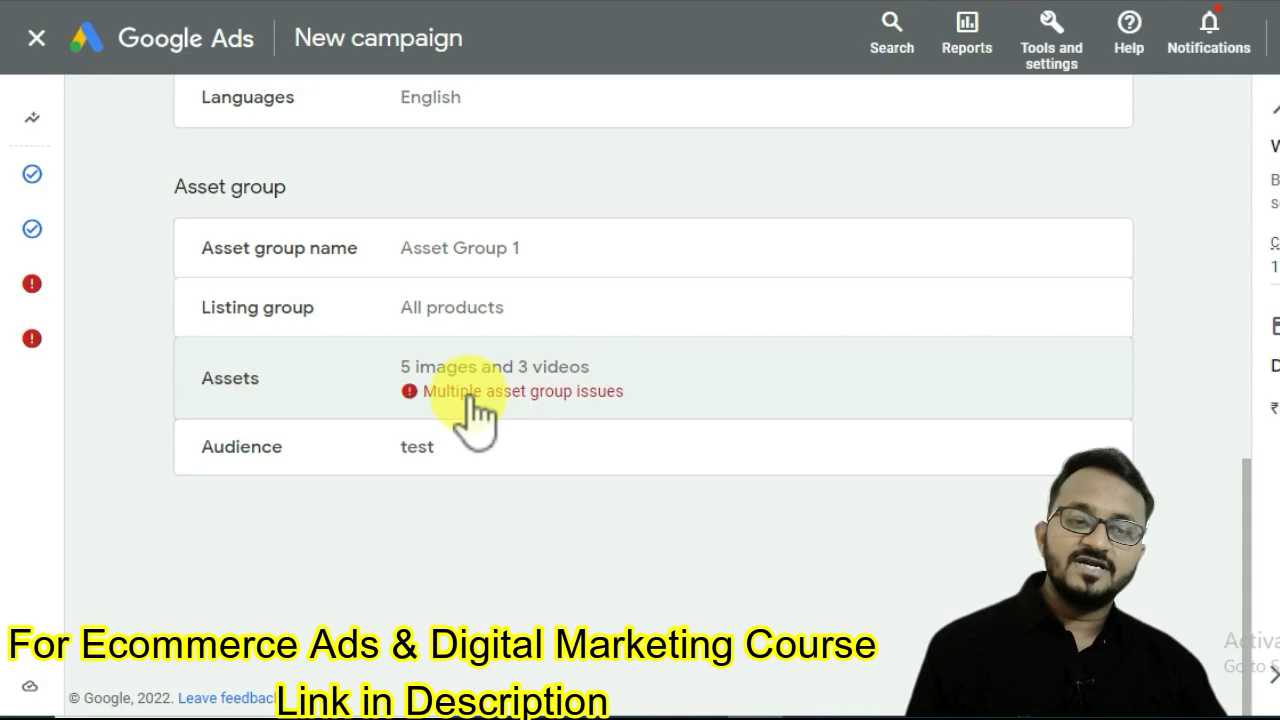 Google Ads
New campaign
Search
Reports
Tools and
settings
Help
Notifications
Languages
English
Asset group
Asset group name
Asset Group 1
Listing group
All products
Assets
5 images and 3 videos
Multiple asset group issues
Audience
test
For Ecommerce Ads & Digital Marketing Course
Link in Description
© Google, 2022. Leave feedback